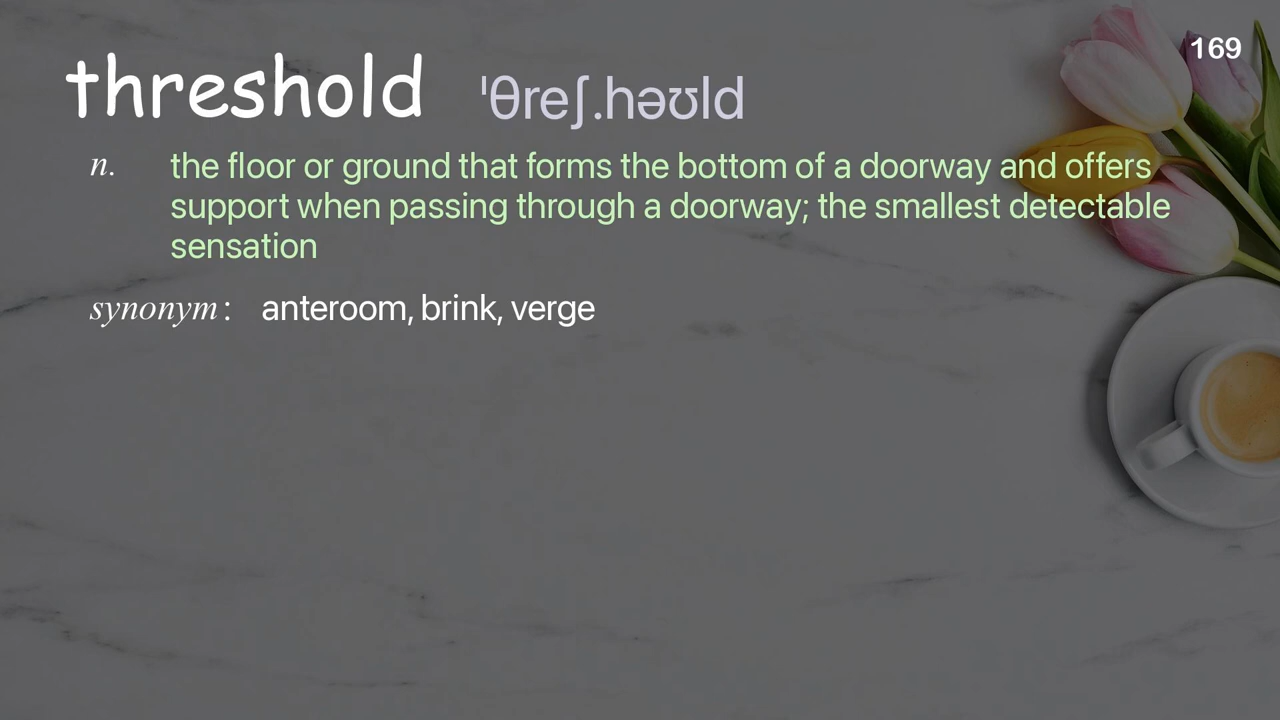 169
threshold ˈθreʃ.həʊld
n. the floor or ground that forms the bottom of a doorway and offers
support when passing through a doorway; the smallest detectable
sensation
synonym: anteroom, brink, verge